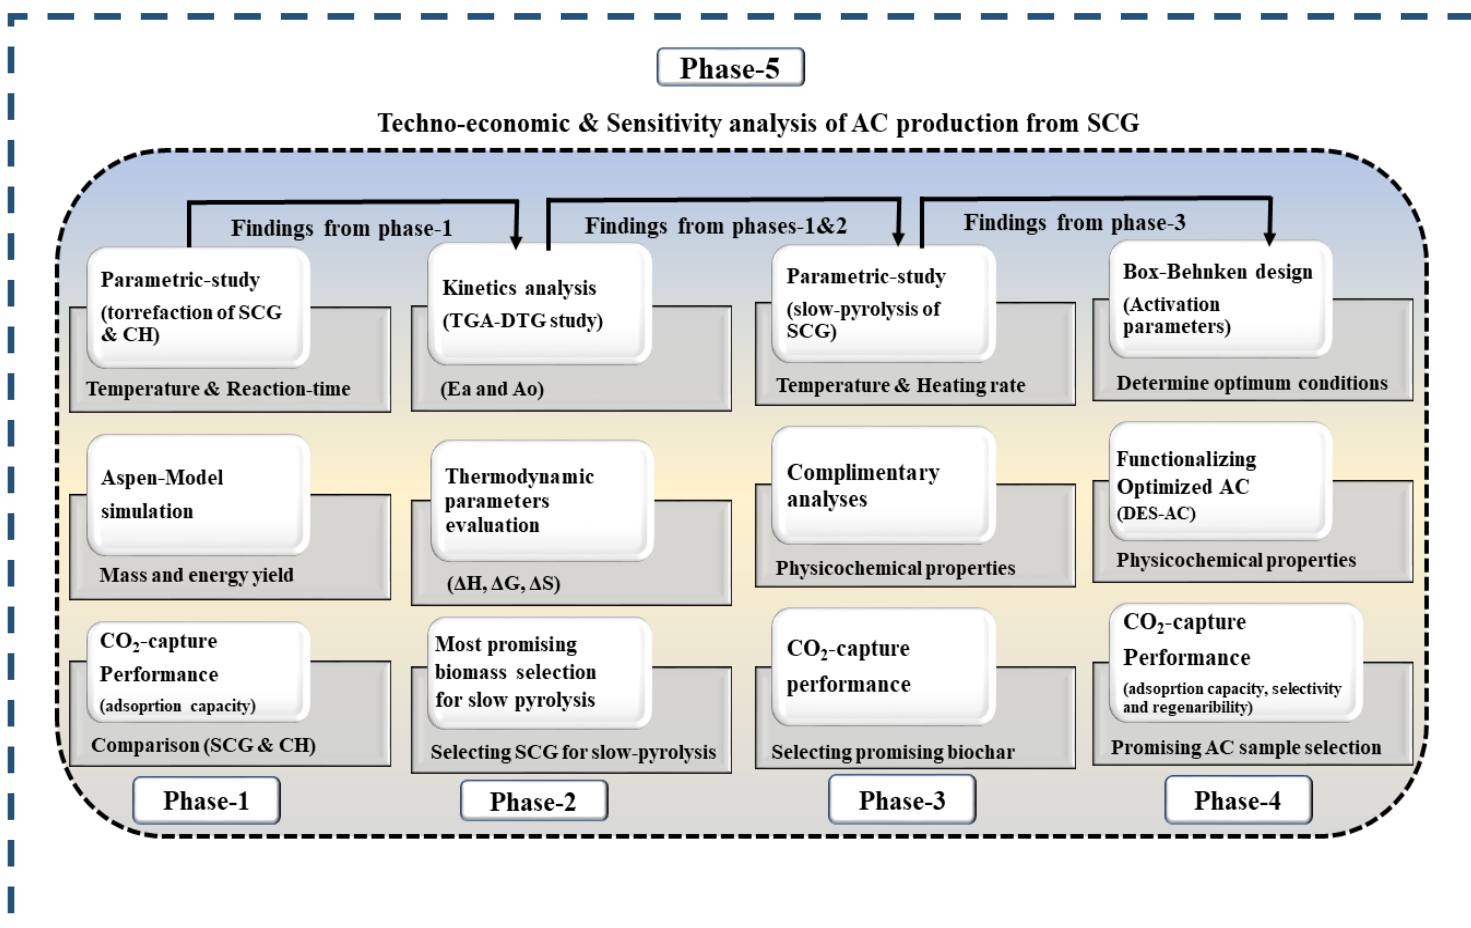 Phase-5
Techno-economic & Sensitivity analysis of AC production from SCG
Findings from phase-1
Findings from phases-1&2
Findings from phase-3
Parametric-study
(torrefaction of SCG
& CH)
Temperature & Reaction-time
Aspen-Model
simulation
Mass and energy yield
CO₂-capture
Performance
(adsoprtion capacity)
Comparison (SCG & CH)
Phase-1
Kinetics analysis
(TGA-DTG study)
(Ea and Ao)
Thermodynamic
parameters
evaluation
(ΔH, ΔG, ΔS)
Most promising
biomass selection
for slow pyrolysis
Selecting SCG for slow-pyrolysis
Phase-2
Parametric-study
(slow-pyrolysis of
SCG)
Temperature & Heating rate
Complimentary
analyses
Physicochemical properties
CO₂-capture
performance
Selecting promising biochar
Phase-3
Box-Behnken design
(Activation
parameters)
Determine optimum conditions
Functionalizing
Optimized AC
(DES-AC)
Physicochemical properties
CO₂-capture
Performance
(adsoprtion capacity, selectivity
and regenaribility)
Promising AC sample selection
Phase-4